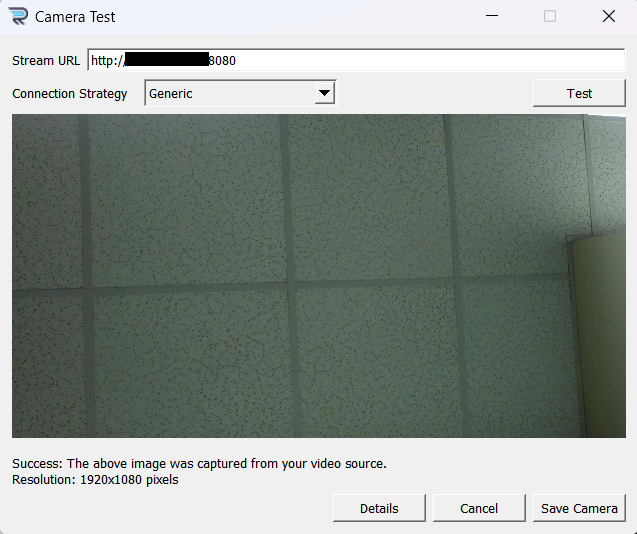 Camera Test
Stream URL http:/ 8080
Connection Strategy Generic Test
Success: The above image was captured from your video source.
Resolution: 1920x1080 pixels
Details Cancel Save Camera